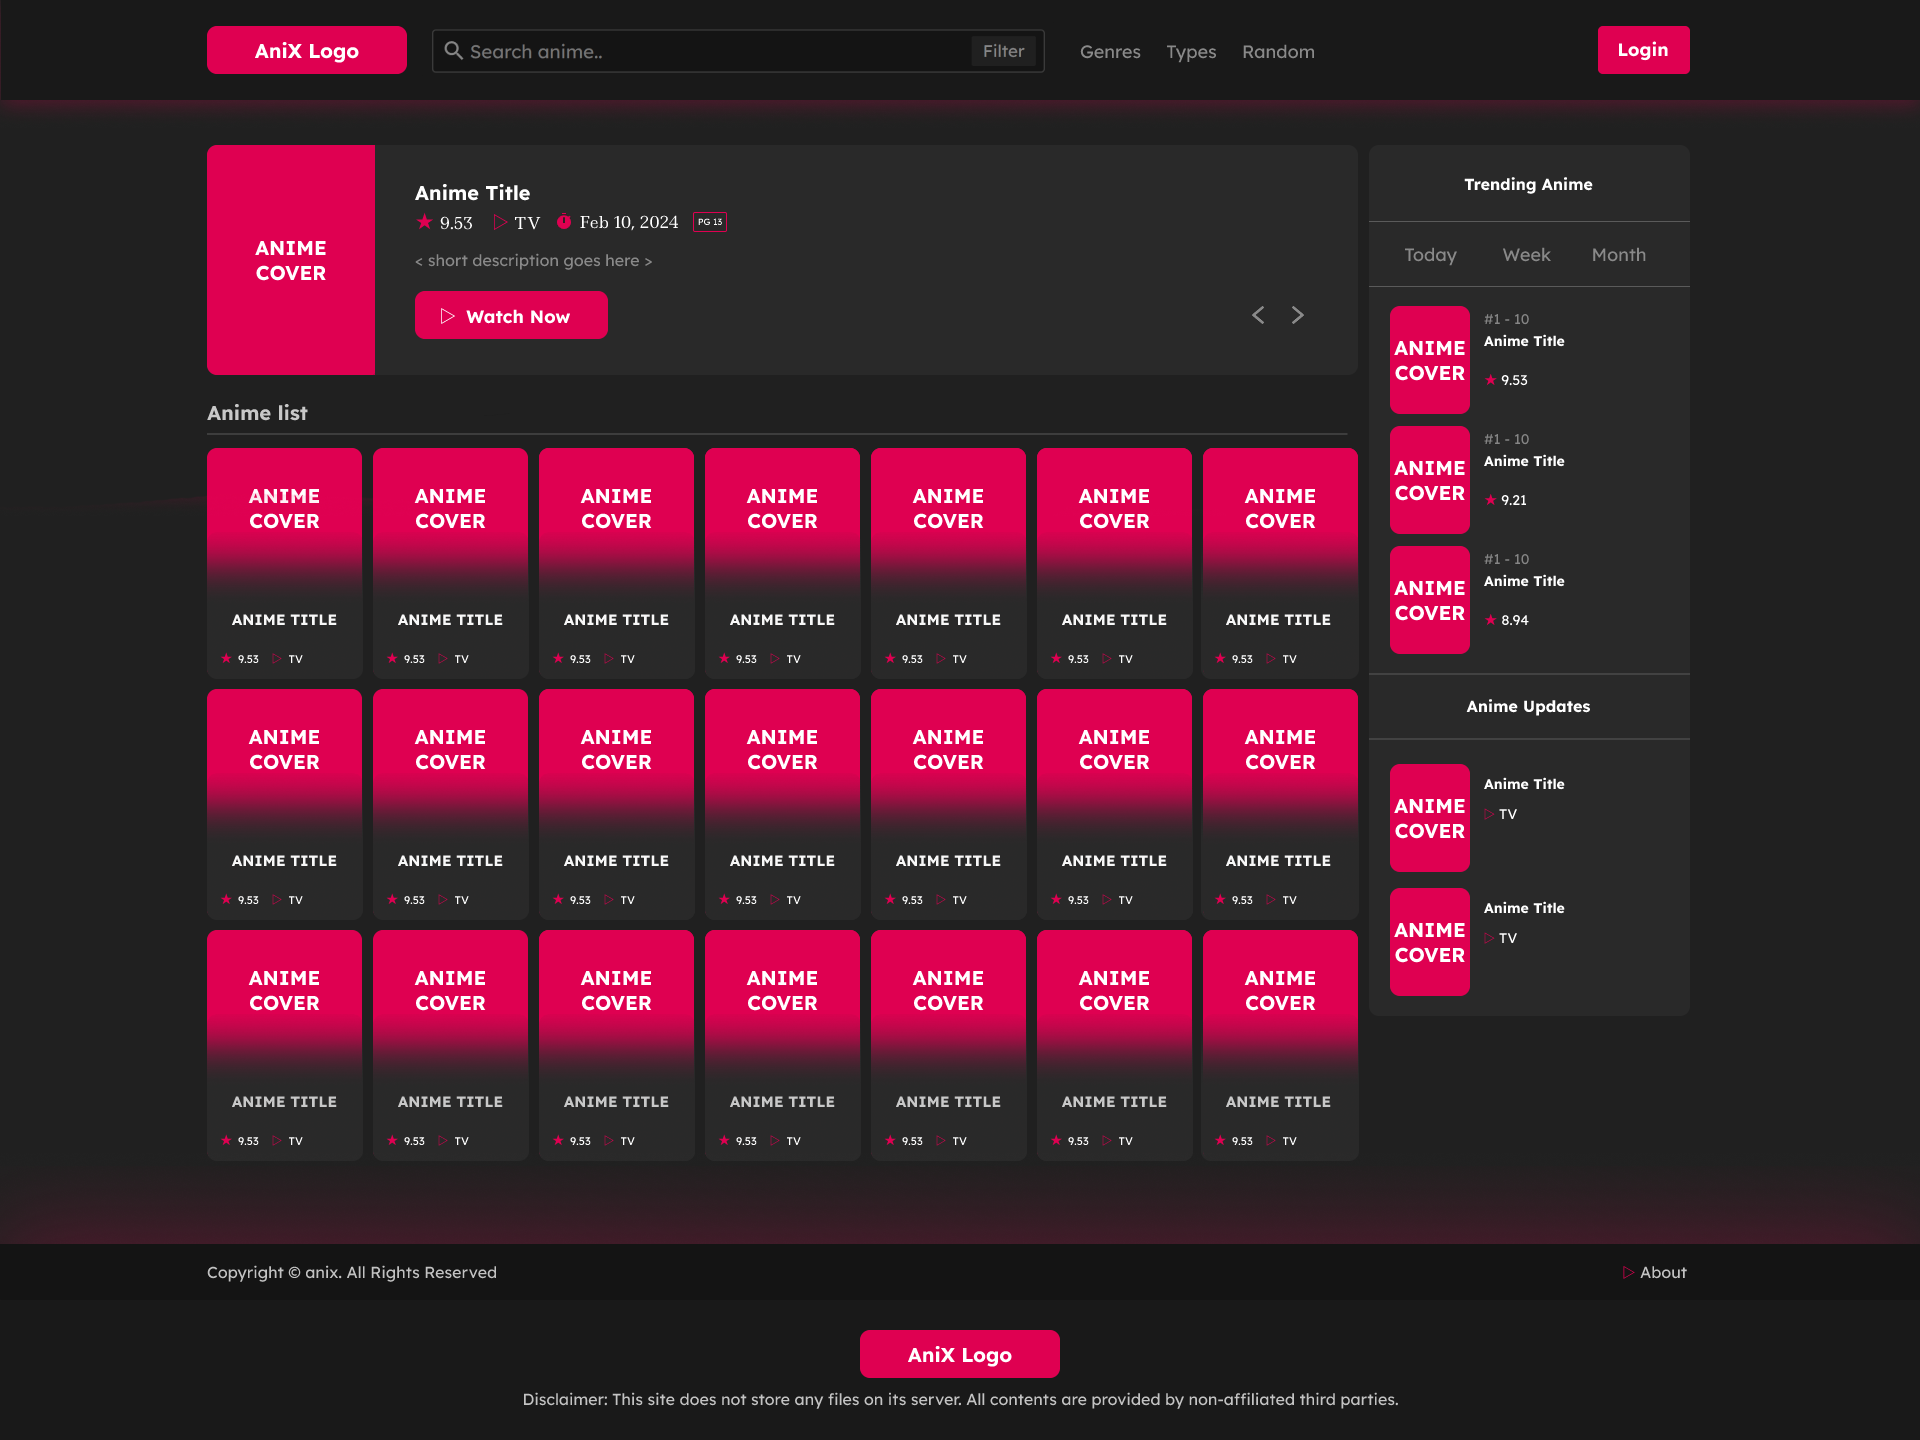 AniX Logo
Search anime..
Filter
Genres
Types
Random
Login
ANIME
COVER
Anime Title
9.53 TV Feb 10, 2024 PG 13
< short description goes here >
Watch Now
Anime list
ANIME COVER ANIME COVER ANIME COVER ANIME COVER ANIME COVER ANIME COVER ANIME COVER
ANIME TITLE ANIME TITLE ANIME TITLE ANIME TITLE ANIME TITLE ANIME TITLE ANIME TITLE
9.53 TV 9.53 TV 9.53 TV 9.53 TV 9.53 TV 9.53 TV 9.53 TV
ANIME COVER ANIME COVER ANIME COVER ANIME COVER ANIME COVER ANIME COVER ANIME COVER
ANIME TITLE ANIME TITLE ANIME TITLE ANIME TITLE ANIME TITLE ANIME TITLE ANIME TITLE
9.53 TV 9.53 TV 9.53 TV 9.53 TV 9.53 TV 9.53 TV 9.53 TV
ANIME COVER ANIME COVER ANIME COVER ANIME COVER ANIME COVER ANIME COVER ANIME COVER
ANIME TITLE ANIME TITLE ANIME TITLE ANIME TITLE ANIME TITLE ANIME TITLE ANIME TITLE
9.53 TV 9.53 TV 9.53 TV 9.53 TV 9.53 TV 9.53 TV 9.53 TV
Trending Anime
Today Week Month
ANIME
COVER
#1 - 10
Anime Title
9.53
ANIME
COVER
#1 - 10
Anime Title
9.21
ANIME
COVER
#1 - 10
Anime Title
8.94
Anime Updates
ANIME
COVER
Anime Title
TV
ANIME
COVER
Anime Title
TV
Copyright © anix. All Rights Reserved
About
AniX Logo
Disclaimer: This site does not store any files on its server. All contents are provided by non-affiliated third parties.